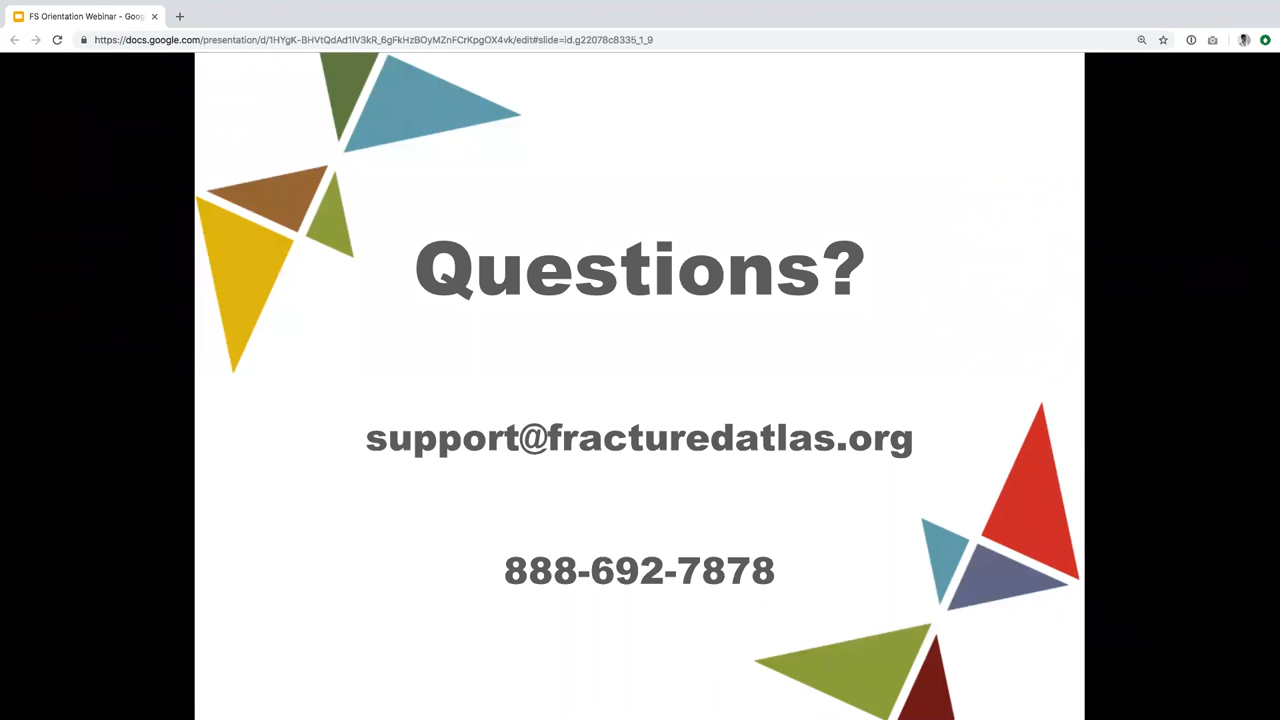 FS Orientation Webinar - Goog
https://docs.google.com/presentation/d/1HYgK-BHVtQdAd1lV3kR_6gFkHzBOyMZnFCrKpgOX4vk/edit#slide=id.g22078c8335_1_9
Questions?
support@fracturedatlas.org
888-692-7878